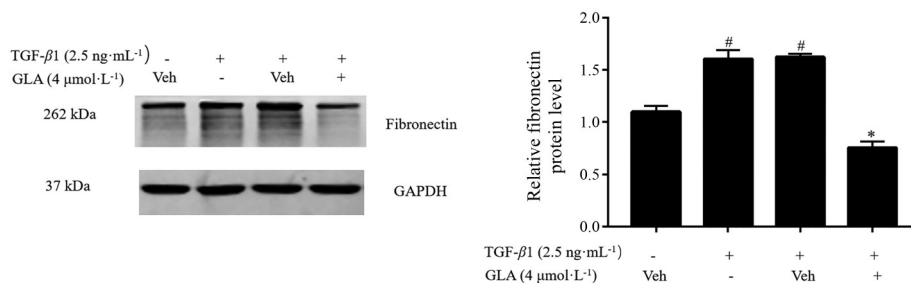 TGF-β1 (2.5 ng·mL⁻¹) - + + +
GLA (4 μmol·L⁻¹) Veh - Veh +
262 kDa
Fibronectin
37 kDa
GAPDH
Relative fibronectin
protein level
2.0
1.5
1.0
0.5
0.0
# # *
TGF-β1 (2.5 ng·mL⁻¹) - + + +
GLA (4 μmol·L⁻¹) Veh - Veh +